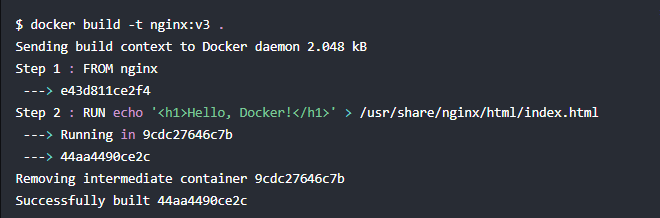 $ docker build -t nginx:v3 .
Sending build context to Docker daemon 2.048 kB
Step 1 : FROM nginx
 ---> e43d811ce2f4
Step 2 : RUN echo '<h1>Hello, Docker!</h1>' > /usr/share/nginx/html/index.html
 ---> Running in 9cdc27646c7b
 ---> 44aa4490ce2c
Removing intermediate container 9cdc27646c7b
Successfully built 44aa4490ce2c